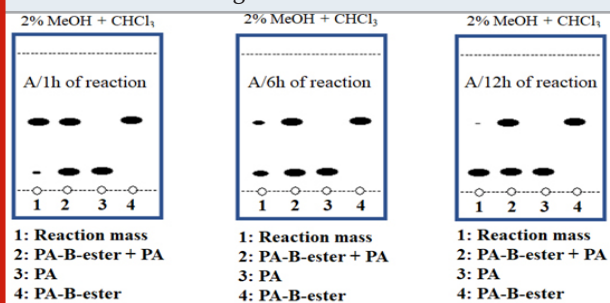 2% MeOH + CHCl₃
A/1h of reaction
1 2 3 4
1: Reaction mass
2: PA-B-ester + PA
3: PA
4: PA-B-ester
2% MeOH + CHCl₃
A/6h of reaction
1 2 3 4
1: Reaction mass
2: PA-B-ester + PA
3: PA
4: PA-B-ester
2% MeOH + CHCl₃
A/12h of reaction
1 2 3 4
1: Reaction mass
2: PA-B-ester + PA
3: PA
4: PA-B-ester